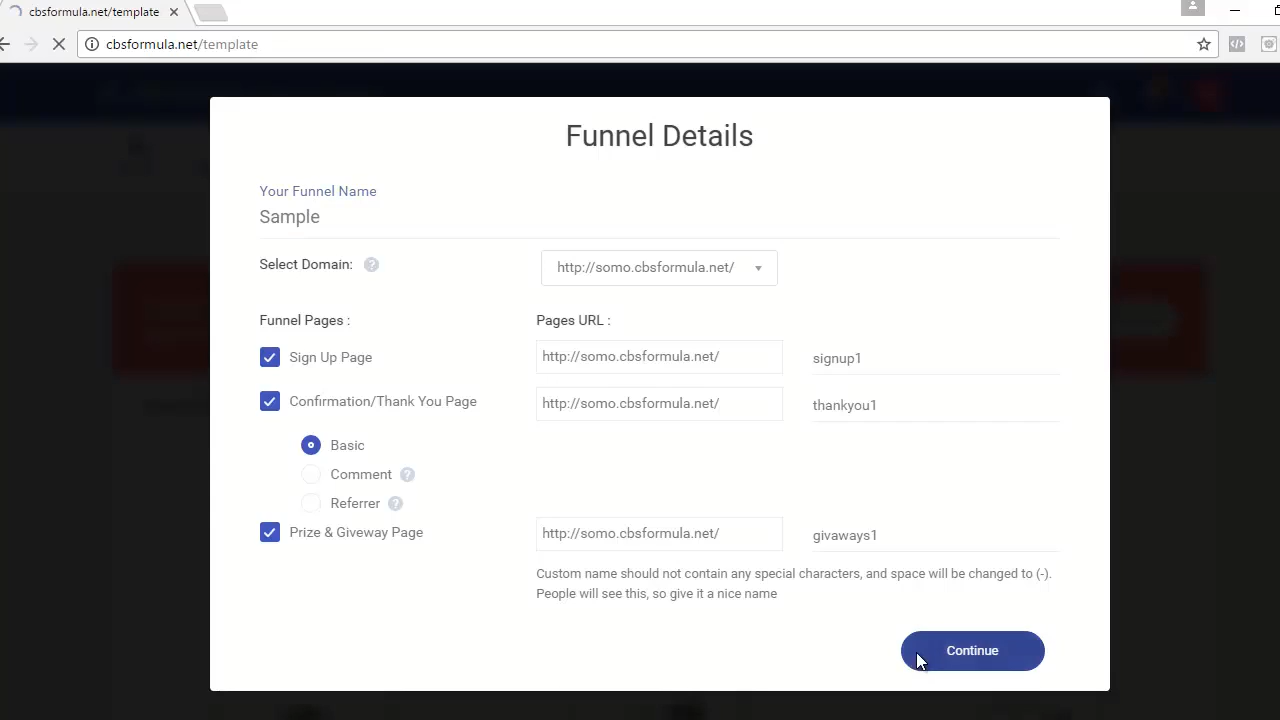 cbsformula.net/template
cbsformula.net/template
Funnel Details
Your Funnel Name
Sample
Select Domain: ?
http://somo.cbsformula.net/
Funnel Pages : Pages URL :
Sign Up Page http://somo.cbsformula.net/ signup1
Confirmation/Thank You Page http://somo.cbsformula.net/ thankyou1
Basic
Comment ?
Referrer ?
Prize & Giveway Page http://somo.cbsformula.net/ givaways1
Custom name should not contain any special characters, and space will be changed to (-).
People will see this, so give it a nice name
Continue